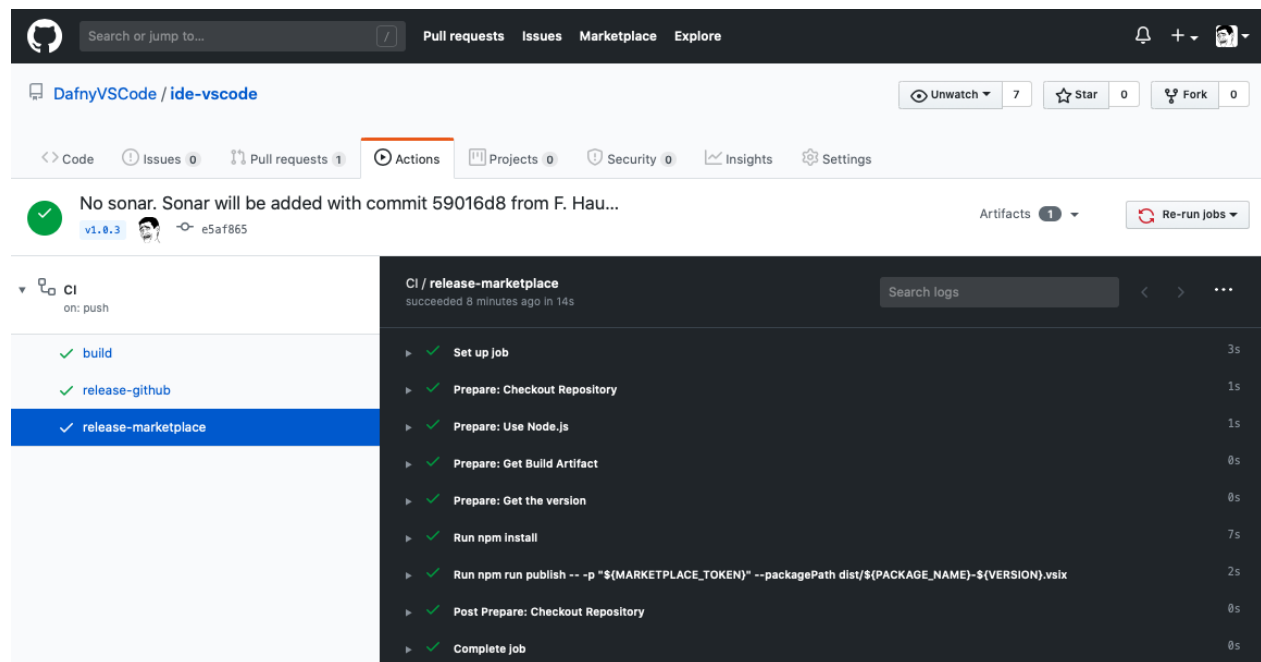 Search or jump to... / Pull requests Issues Marketplace Explore
DafnyVSCode / ide-vscode Unwatch 7 Star 0 Fork 0
Code Issues 0 Pull requests 1 Actions Projects 0 Security 0 Insights Settings
No sonar. Sonar will be added with commit 59016d8 from F. Hau...
v1.0.3 e5af865
Artifacts 1 Re-run jobs
CI
on: push
build
release-github
release-marketplace
CI / release-marketplace
succeeded 8 minutes ago in 14s
Search logs
Set up job 3s
Prepare: Checkout Repository 1s
Prepare: Use Node.js 1s
Prepare: Get Build Artifact 0s
Prepare: Get the version 0s
Run npm install 7s
Run npm run publish -- -p "${MARKETPLACE_TOKEN}" --packagePath dist/${PACKAGE_NAME}-${VERSION}.vsix 2s
Post Prepare: Checkout Repository 0s
Complete job 0s